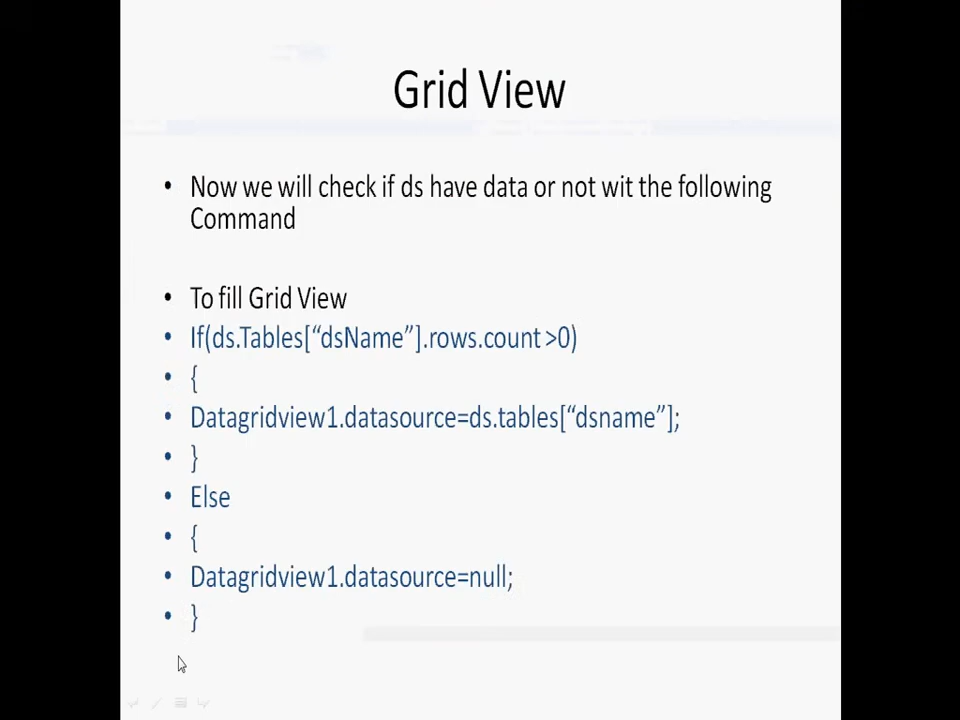 Grid View
• Now we will check if ds have data or not wit the following
Command
• To fill Grid View
• If(ds.Tables[“dsName”].rows.count >0)
• {
• Datagridview1.datasource=ds.tables[“dsname”];
• }
• Else
• {
• Datagridview1.datasource=null;
• }